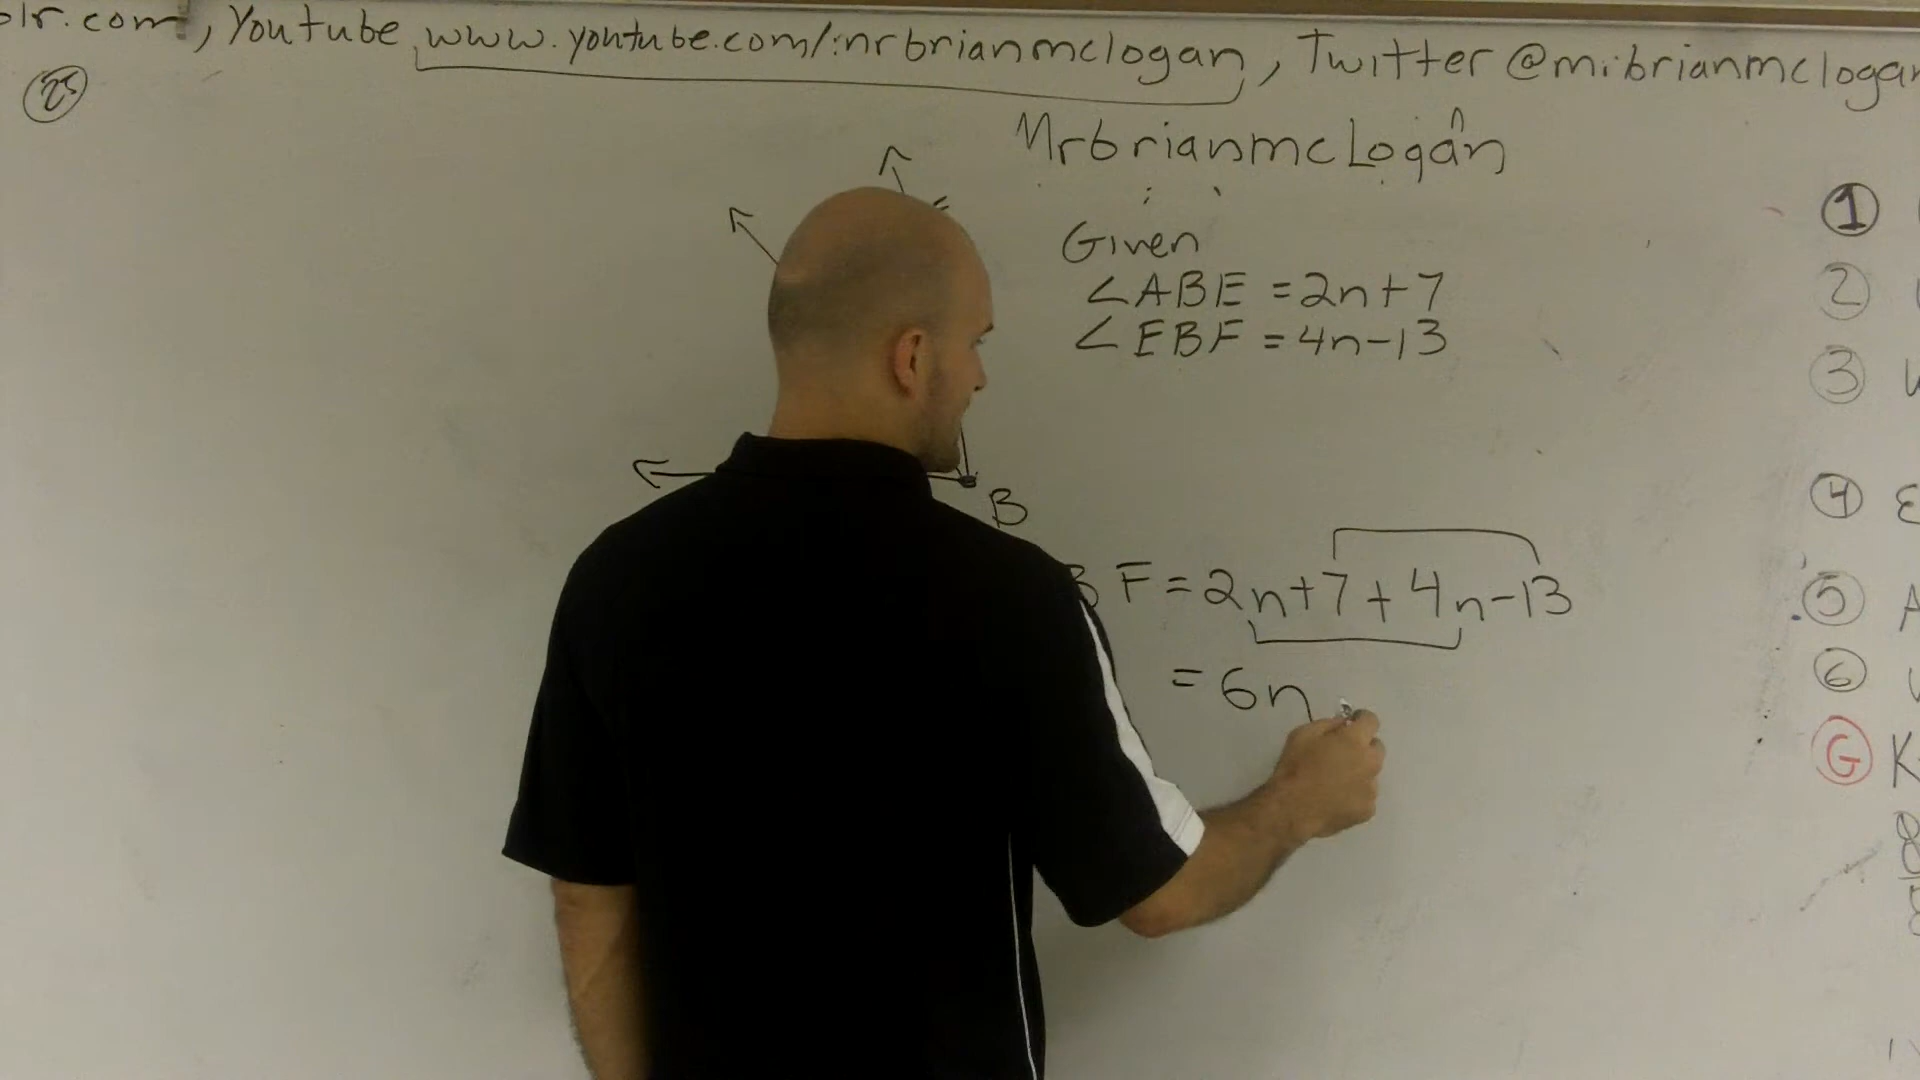 lr.com, Youtube www.youtube.com/mrbrianmclogan, Twitter @mrbrianmclogan
25
MrbrianmcLogan
Given
∠ABE = 2n+7
∠EBF = 4n-13
B
BF = 2n+7+4n-13
= 6n
1
2
3
4 E
5 A
6
G K